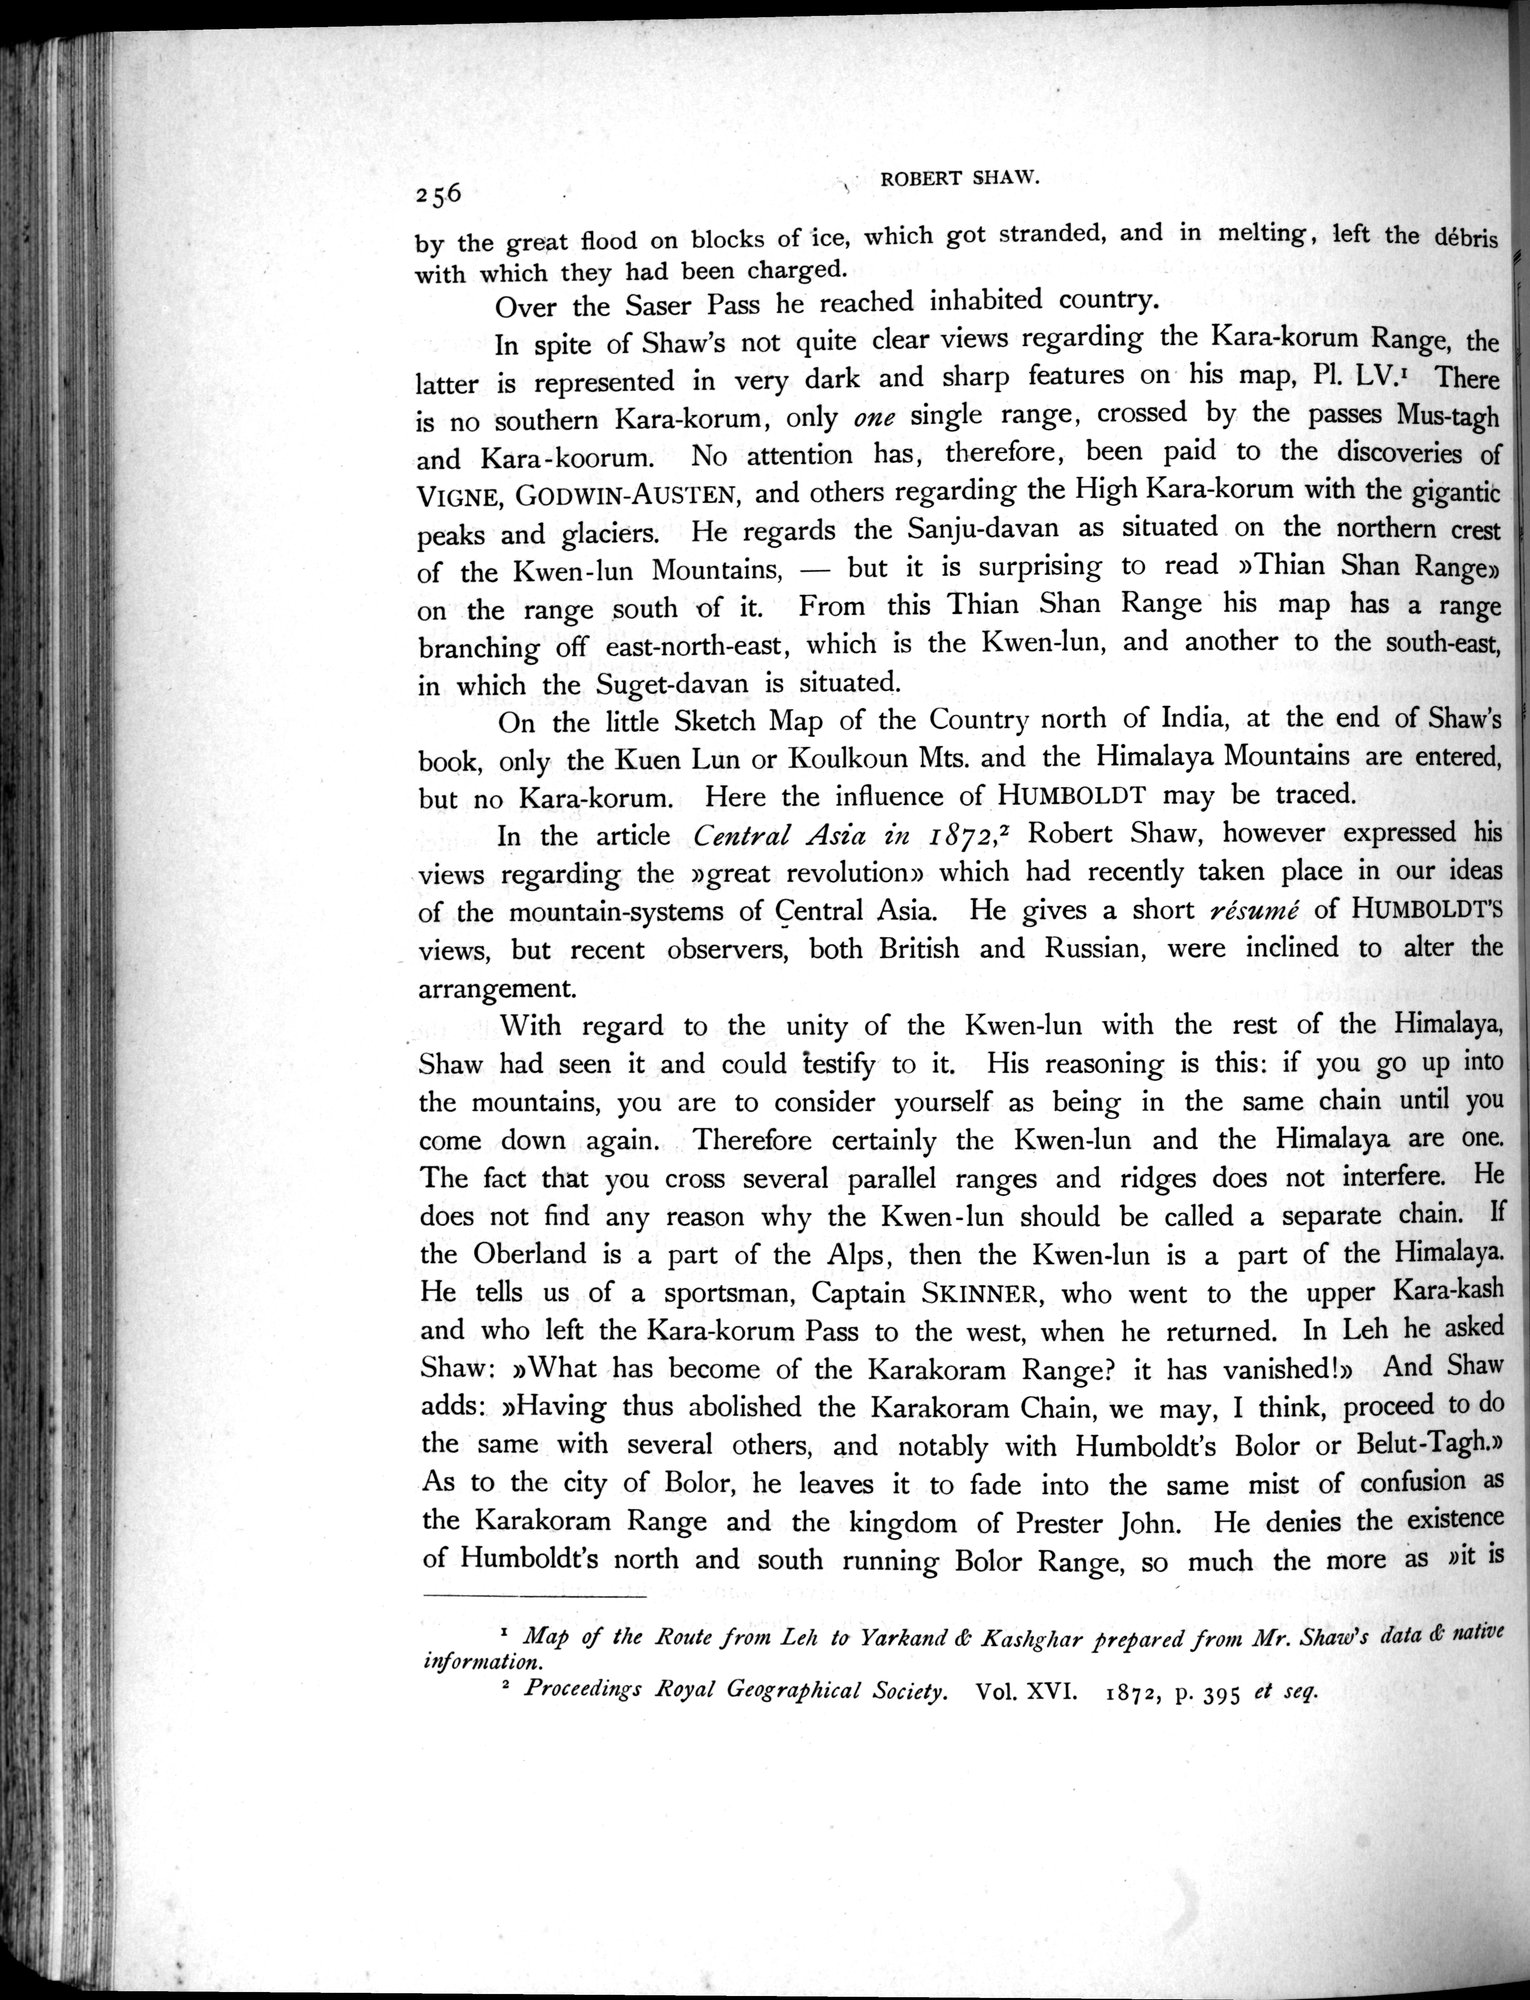 256
ROBERT SHAW.
by the great flood on blocks of ice, which got stranded, and in melting, left the débris
with which they had been charged.
Over the Saser Pass he reached inhabited country.
In spite of Shaw's not quite clear views regarding the Kara-korum Range, the
latter is represented in very dark and sharp features on his map, Pl. LV.¹ There
is no southern Kara-korum, only one single range, crossed by the passes Mus-tagh
and Kara-koorum. No attention has, therefore, been paid to the discoveries of
VIGNE, GODWIN-AUSTEN, and others regarding the High Kara-korum with the gigantic
peaks and glaciers. He regards the Sanju-davan as situated on the northern crest
of the Kwen-lun Mountains, — but it is surprising to read »Thian Shan Range»
on the range south of it. From this Thian Shan Range his map has a range
branching off east-north-east, which is the Kwen-lun, and another to the south-east,
in which the Suget-davan is situated.
On the little Sketch Map of the Country north of India, at the end of Shaw's
book, only the Kuen Lun or Koulkoun Mts. and the Himalaya Mountains are entered,
but no Kara-korum. Here the influence of HUMBOLDT may be traced.
In the article Central Asia in 1872,² Robert Shaw, however expressed his
views regarding the »great revolution» which had recently taken place in our ideas
of the mountain-systems of Central Asia. He gives a short résumé of HUMBOLDT'S
views, but recent observers, both British and Russian, were inclined to alter the
arrangement.
With regard to the unity of the Kwen-lun with the rest of the Himalaya,
Shaw had seen it and could testify to it. His reasoning is this: if you go up into
the mountains, you are to consider yourself as being in the same chain until you
come down again. Therefore certainly the Kwen-lun and the Himalaya are one.
The fact that you cross several parallel ranges and ridges does not interfere. He
does not find any reason why the Kwen-lun should be called a separate chain. If
the Oberland is a part of the Alps, then the Kwen-lun is a part of the Himalaya.
He tells us of a sportsman, Captain SKINNER, who went to the upper Kara-kash
and who left the Kara-korum Pass to the west, when he returned. In Leh he asked
Shaw: »What has become of the Karakoram Range? it has vanished!» And Shaw
adds: »Having thus abolished the Karakoram Chain, we may, I think, proceed to do
the same with several others, and notably with Humboldt's Bolor or Belut-Tagh.»
As to the city of Bolor, he leaves it to fade into the same mist of confusion as
the Karakoram Range and the kingdom of Prester John. He denies the existence
of Humboldt's north and south running Bolor Range, so much the more as »it is
¹ Map of the Route from Leh to Yarkand & Kashghar prepared from Mr. Shaw's data & native
information.
² Proceedings Royal Geographical Society. Vol. XVI. 1872, p. 395 et seq.